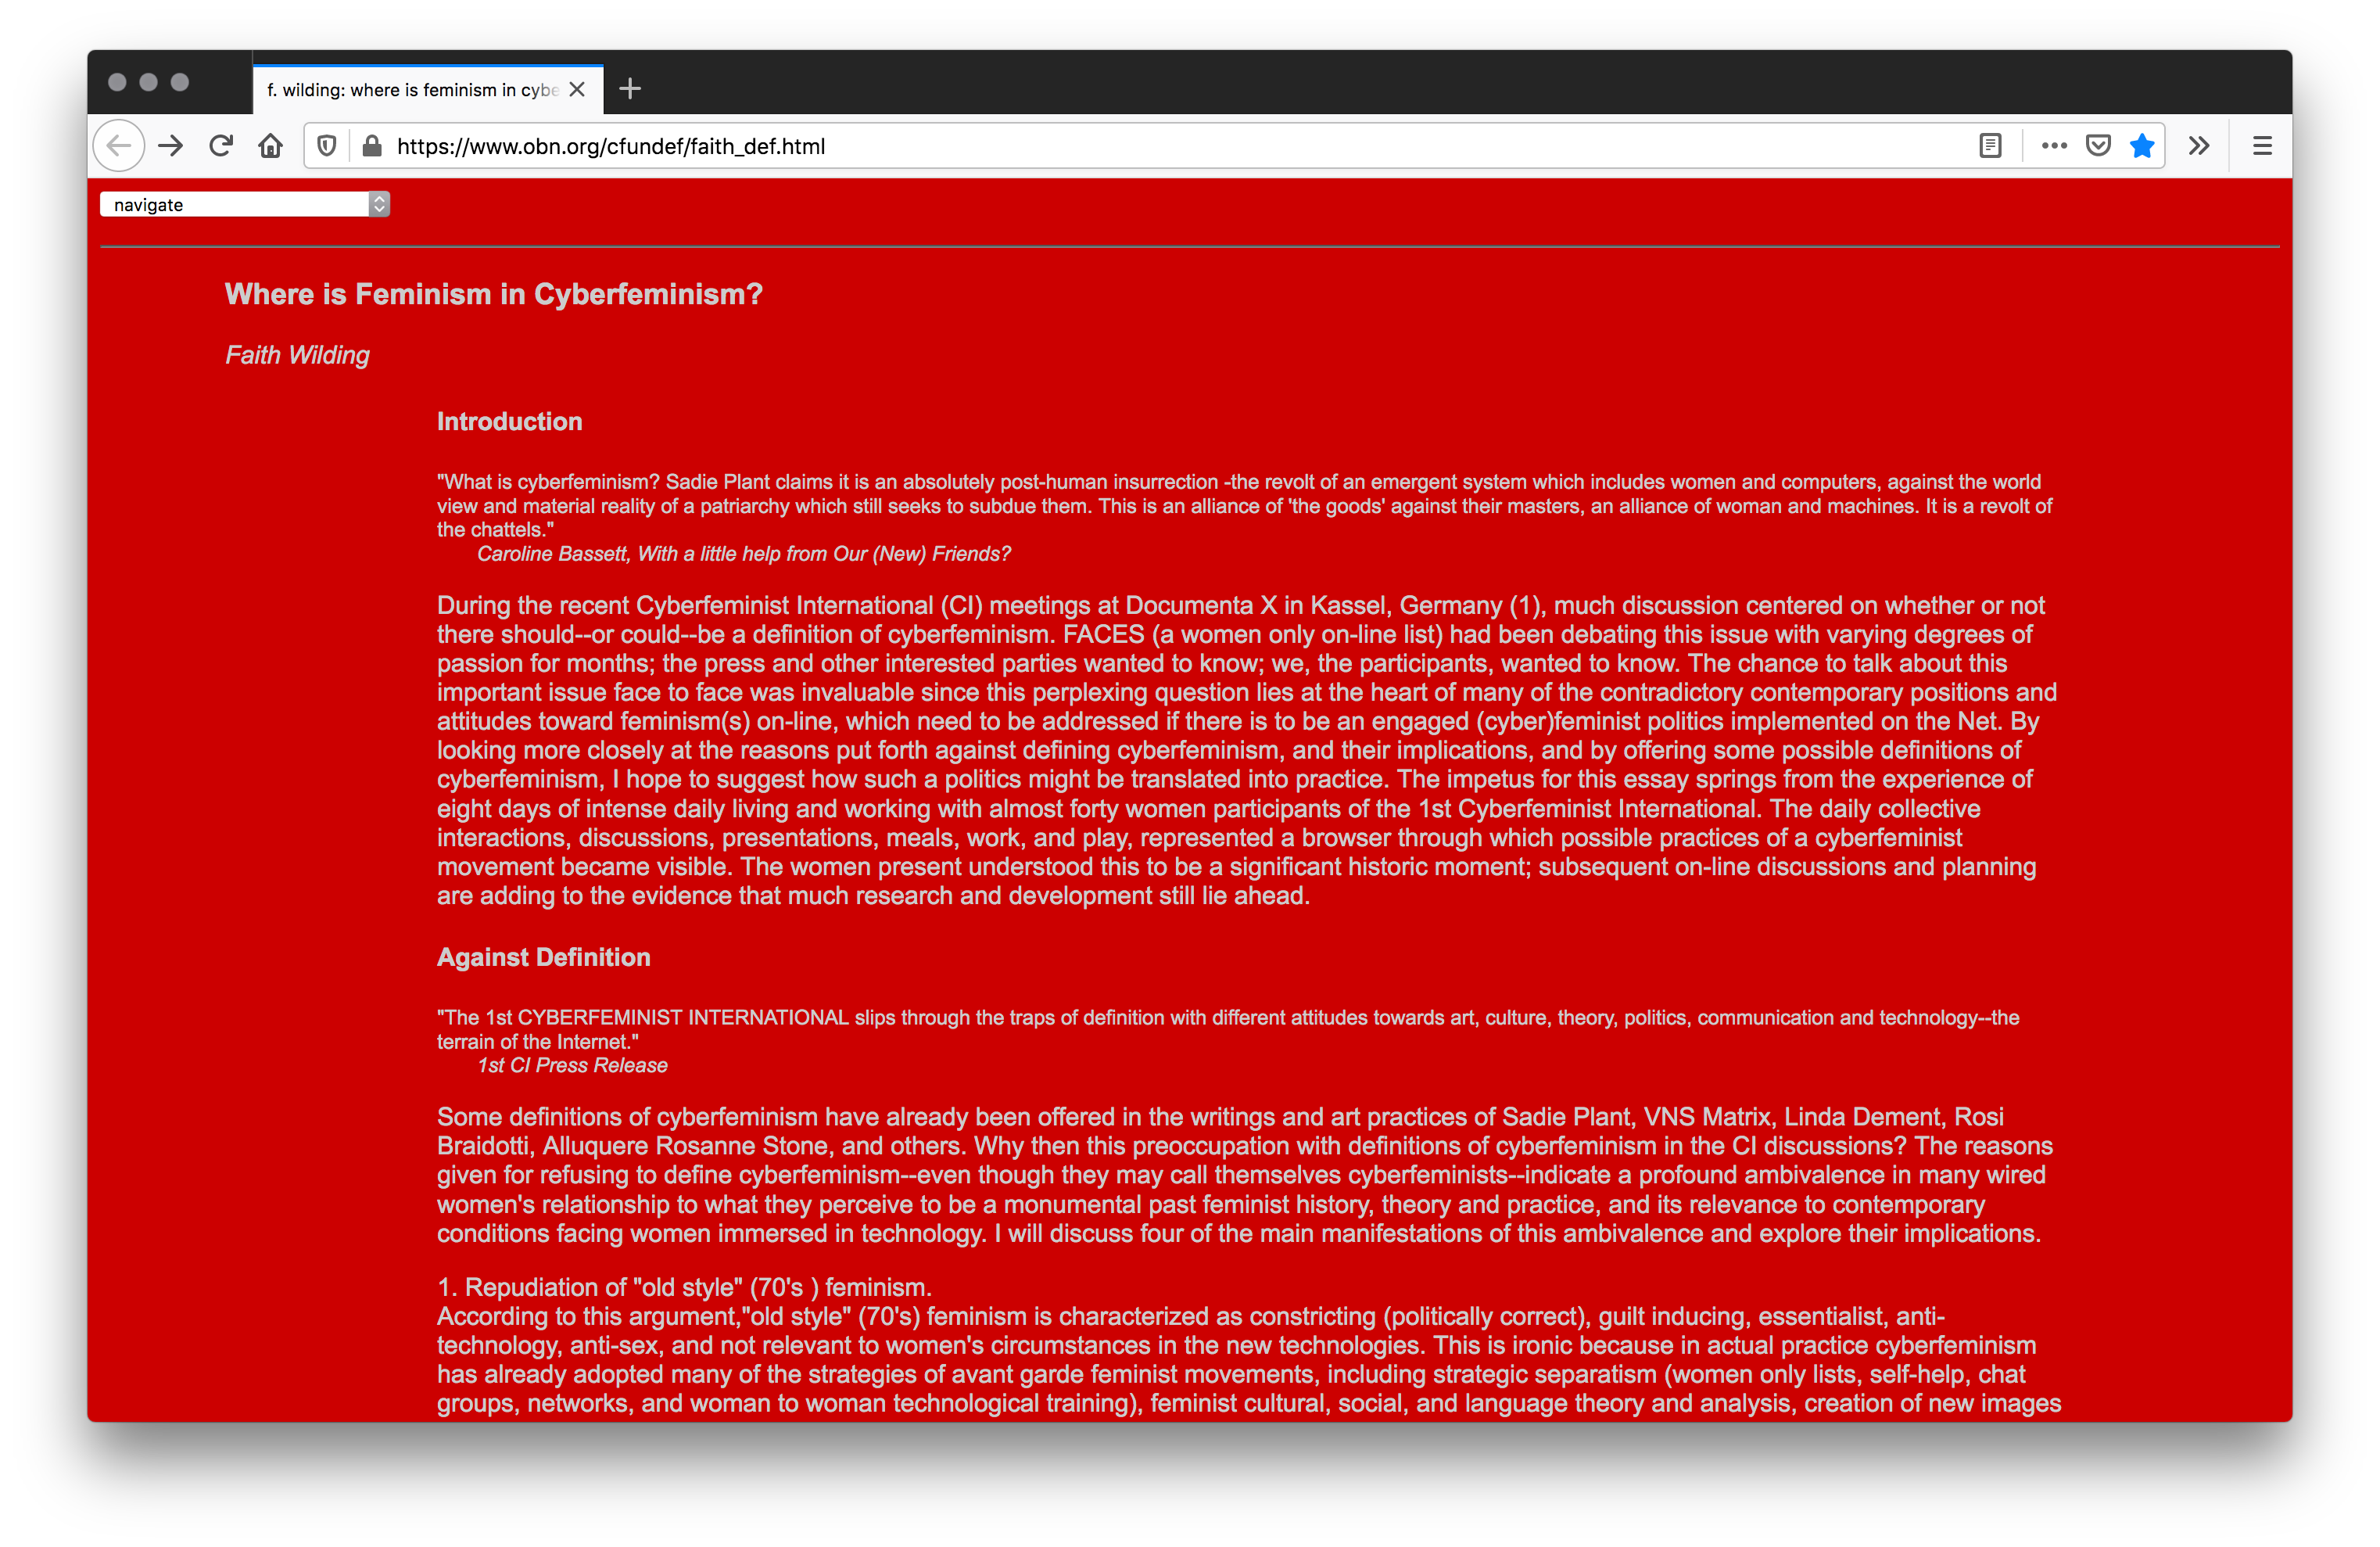 f. wilding: where is feminism in cybe
https://www.obn.org/cfundef/faith_def.html
navigate
Where is Feminism in Cyberfeminism?
Faith Wilding
Introduction
"What is cyberfeminism? Sadie Plant claims it is an absolutely post-human insurrection -the revolt of an emergent system which includes women and computers, against the world
view and material reality of a patriarchy which still seeks to subdue them. This is an alliance of 'the goods' against their masters, an alliance of woman and machines. It is a revolt of
the chattels."
Caroline Bassett, With a little help from Our (New) Friends?
During the recent Cyberfeminist International (CI) meetings at Documenta X in Kassel, Germany (1), much discussion centered on whether or not
there should--or could--be a definition of cyberfeminism. FACES (a women only on-line list) had been debating this issue with varying degrees of
passion for months; the press and other interested parties wanted to know; we, the participants, wanted to know. The chance to talk about this
important issue face to face was invaluable since this perplexing question lies at the heart of many of the contradictory contemporary positions and
attitudes toward feminism(s) on-line, which need to be addressed if there is to be an engaged (cyber)feminist politics implemented on the Net. By
looking more closely at the reasons put forth against defining cyberfeminism, and their implications, and by offering some possible definitions of
cyberfeminism, I hope to suggest how such a politics might be translated into practice. The impetus for this essay springs from the experience of
eight days of intense daily living and working with almost forty women participants of the 1st Cyberfeminist International. The daily collective
interactions, discussions, presentations, meals, work, and play, represented a browser through which possible practices of a cyberfeminist
movement became visible. The women present understood this to be a significant historic moment; subsequent on-line discussions and planning
are adding to the evidence that much research and development still lie ahead.
Against Definition
"The 1st CYBERFEMINIST INTERNATIONAL slips through the traps of definition with different attitudes towards art, culture, theory, politics, communication and technology--the
terrain of the Internet."
1st CI Press Release
Some definitions of cyberfeminism have already been offered in the writings and art practices of Sadie Plant, VNS Matrix, Linda Dement, Rosi
Braidotti, Alluquere Rosanne Stone, and others. Why then this preoccupation with definitions of cyberfeminism in the CI discussions? The reasons
given for refusing to define cyberfeminism--even though they may call themselves cyberfeminists--indicate a profound ambivalence in many wired
women's relationship to what they perceive to be a monumental past feminist history, theory and practice, and its relevance to contemporary
conditions facing women immersed in technology. I will discuss four of the main manifestations of this ambivalence and explore their implications.
1. Repudiation of "old style" (70's ) feminism.
According to this argument,"old style" (70's) feminism is characterized as constricting (politically correct), guilt inducing, essentialist, anti-
technology, anti-sex, and not relevant to women's circumstances in the new technologies. This is ironic because in actual practice cyberfeminism
has already adopted many of the strategies of avant garde feminist movements, including strategic separatism (women only lists, self-help, chat
groups, networks, and woman to woman technological training), feminist cultural, social, and language theory and analysis, creation of new images